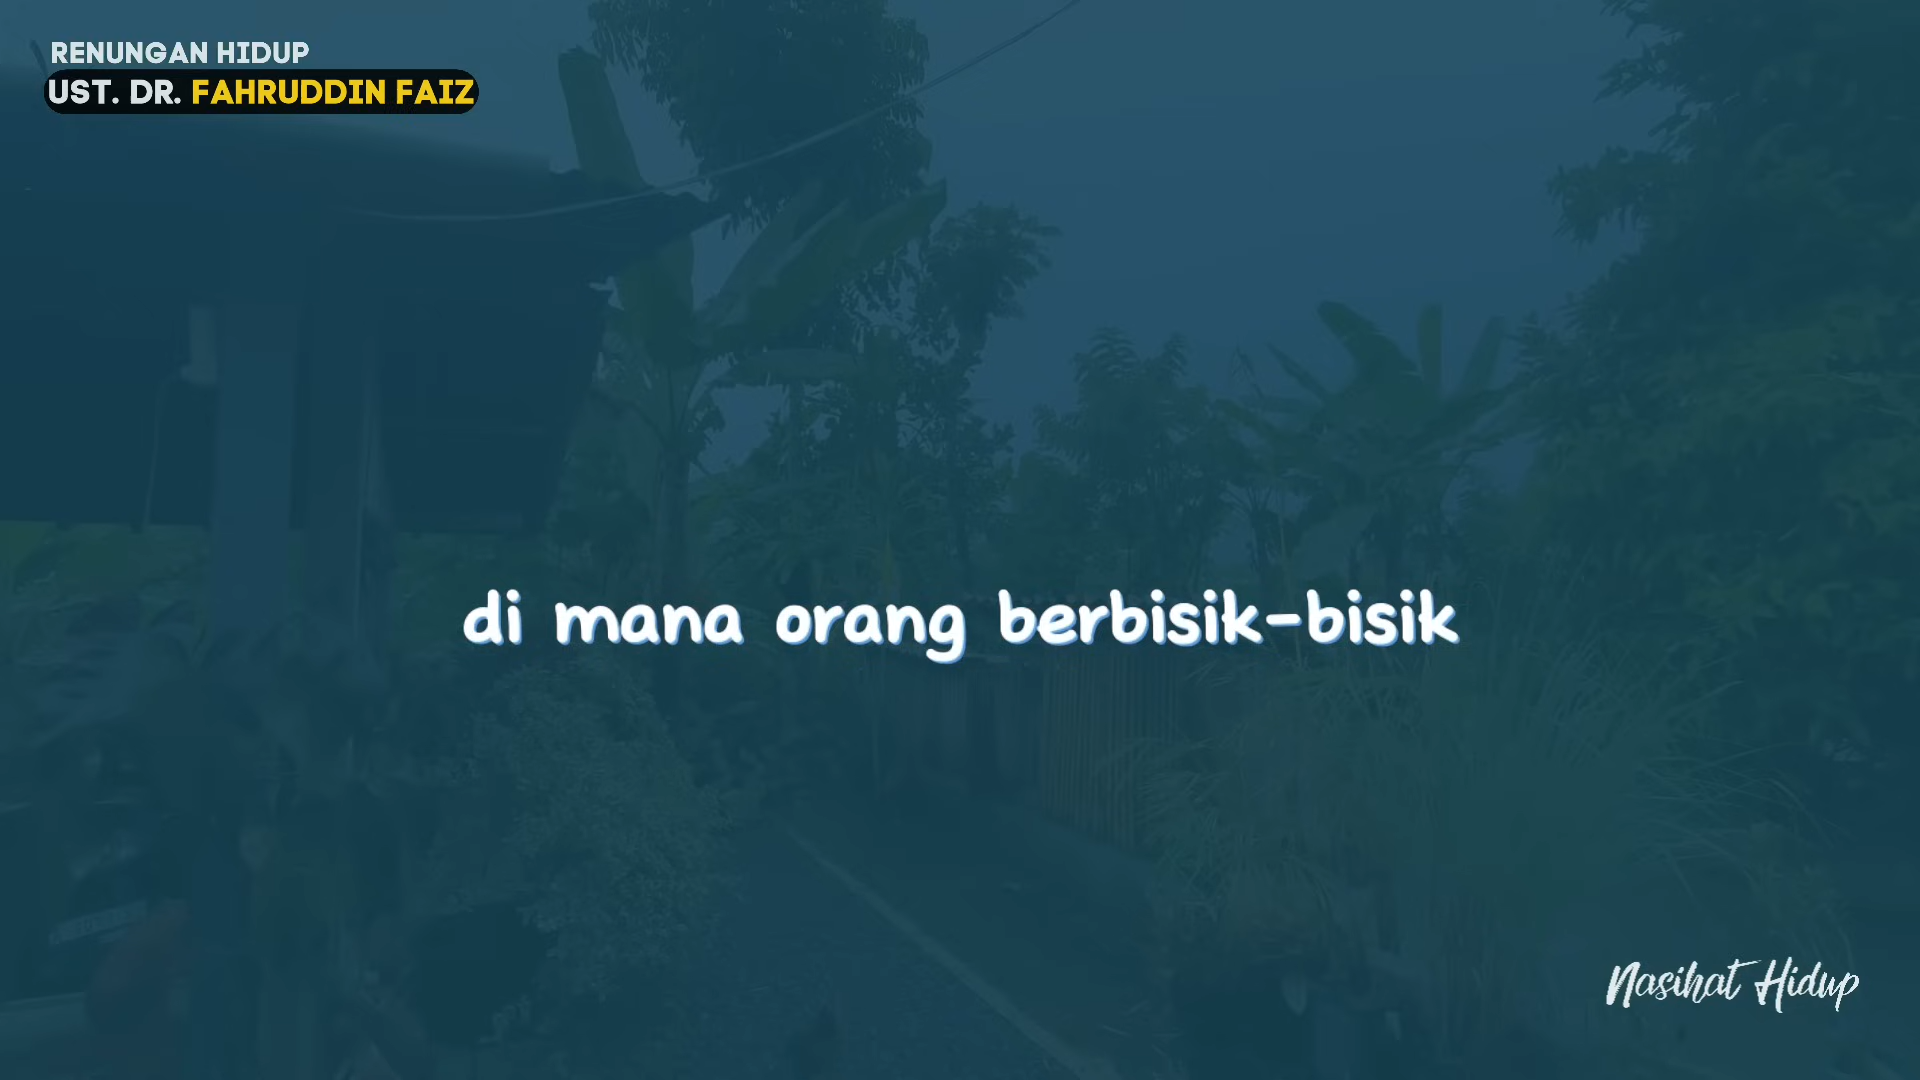 RENUNGAN HIDUP
UST. DR. FAHRUDDIN FAIZ
di mana orang berbisik-bisik
Nasihat Hidup